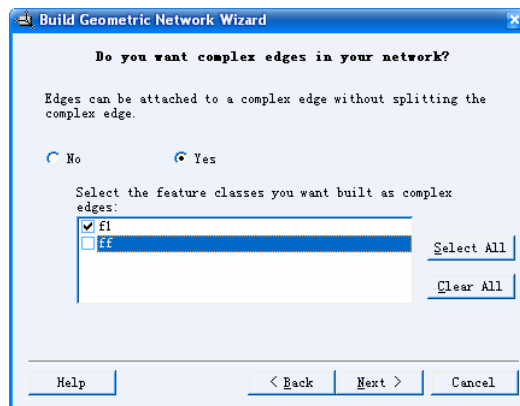 Build Geometric Network Wizard
Do you want complex edges in your network?
Edges can be attached to a complex edge without splitting the
complex edge.
No
Yes
Select the feature classes you want built as complex
edges:
f1
ff
Select All
Clear All
Help
< Back
Next >
Cancel